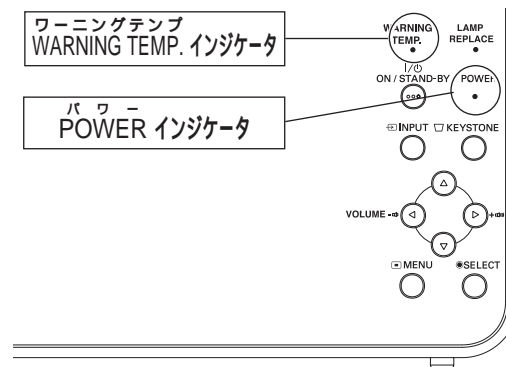 ワーニングテンプ
WARNING TEMP. インジケータ
パワー
POWER インジケータ
WARNING
TEMP.
LAMP
REPLACE
ON / STAND-BY
POWER
INPUT
KEYSTONE
VOLUME - +
MENU
SELECT